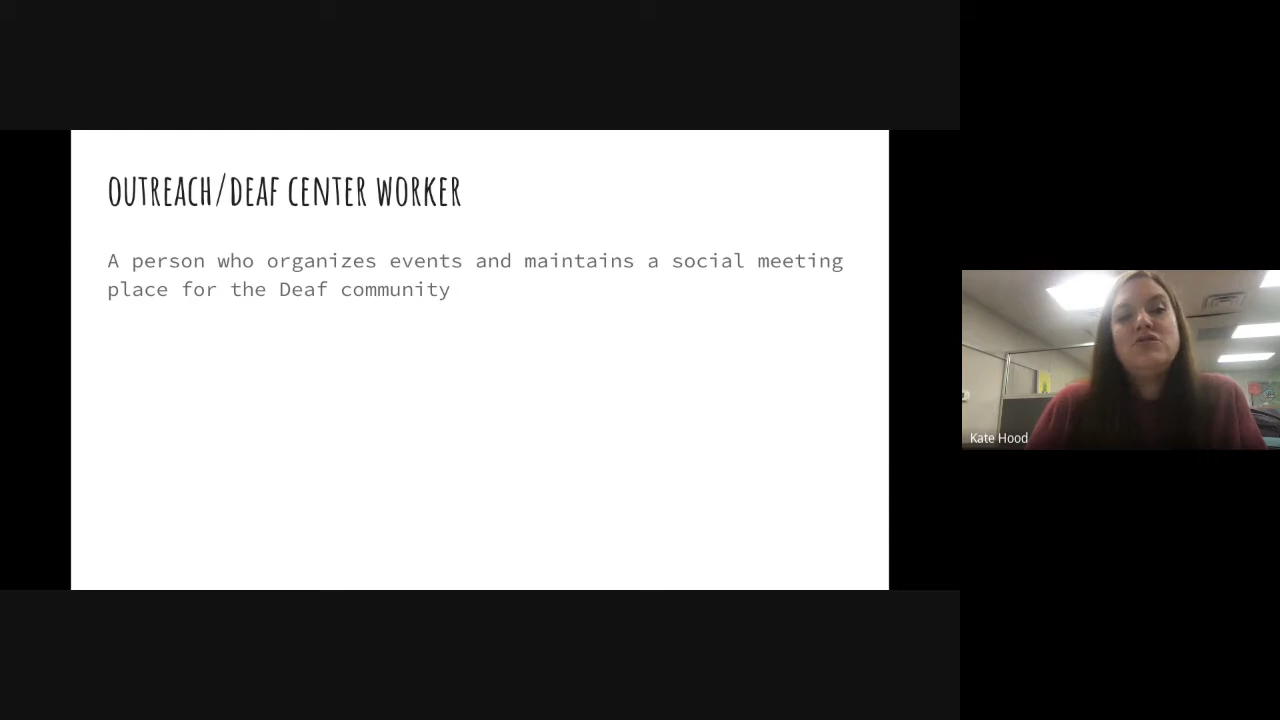 OUTREACH/DEAF CENTER WORKER
A person who organizes events and maintains a social meeting
place for the Deaf community
Kate Hood